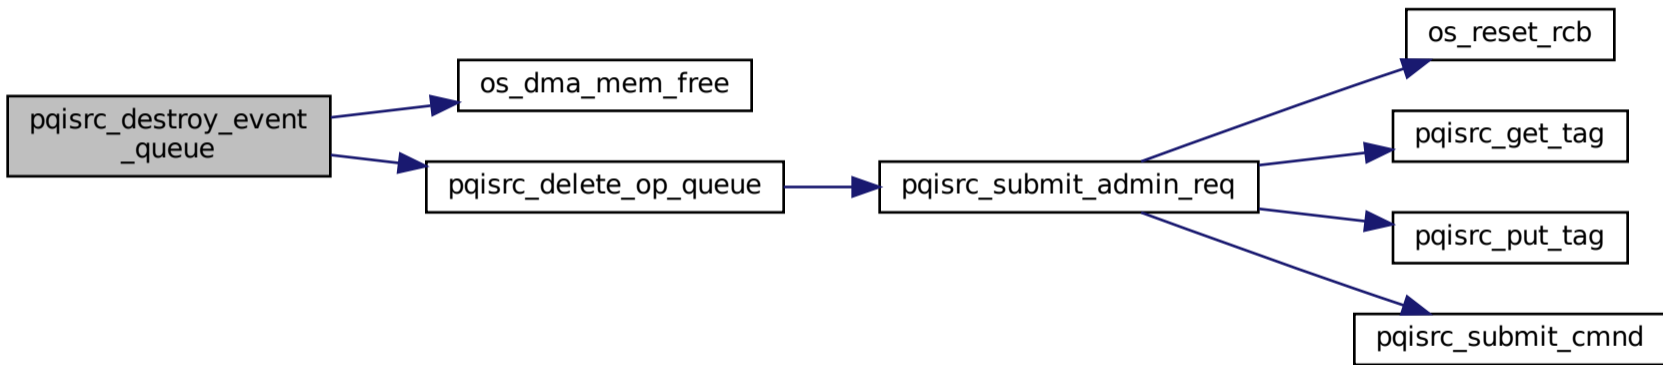 pqisrc_destroy_event
_queue
os_dma_mem_free
pqisrc_delete_op_queue
pqisrc_submit_admin_req
os_reset_rcb
pqisrc_get_tag
pqisrc_put_tag
pqisrc_submit_cmnd